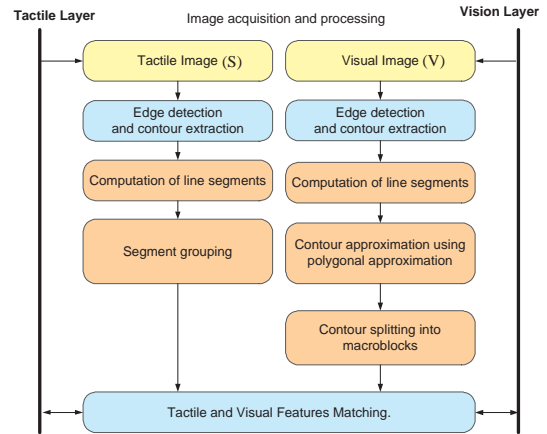 Tactile Layer
Image acquisition and processing
Vision Layer
Tactile Image (S)
Visual Image (V)
Edge detection
and contour extraction
Edge detection
and contour extraction
Computation of line segments
Computation of line segments
Segment grouping
Contour approximation using
polygonal approximation
Contour splitting into
macroblocks
Tactile and Visual Features Matching.